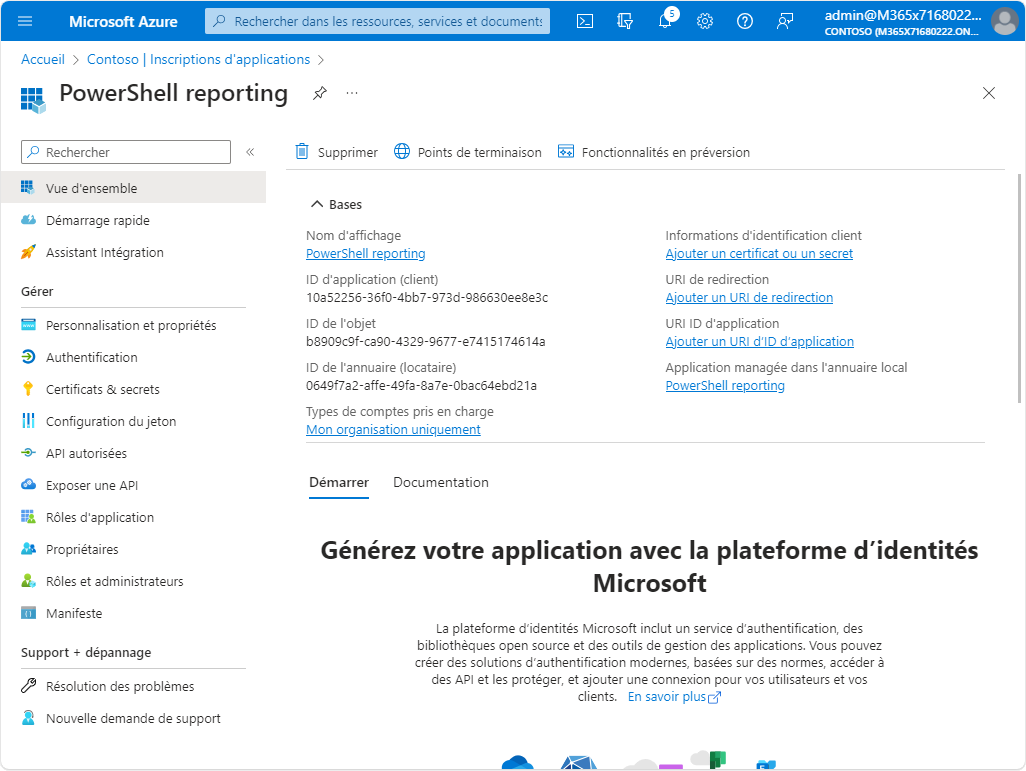 Microsoft Azure
Rechercher dans les ressources, services et documents
5
admin@M365x7168022...
CONTOSO (M365X71680222.ON...
Accueil > Contoso | Inscriptions d'applications >
PowerShell reporting
...
Rechercher
«
Supprimer
Points de terminaison
Fonctionnalités en préversion
Vue d'ensemble
Démarrage rapide
Assistant Intégration
Gérer
Personnalisation et propriétés
Authentification
Certificats & secrets
Configuration du jeton
API autorisées
Exposer une API
Rôles d'application
Propriétaires
Rôles et administrateurs
Manifeste
Support + dépannage
Résolution des problèmes
Nouvelle demande de support
Bases
Nom d'affichage
PowerShell reporting
ID d'application (client)
10a52256-36f0-4bb7-973d-986630ee8e3c
ID de l'objet
b8909c9f-ca90-4329-9677-e7415174614a
ID de l'annuaire (locataire)
0649f7a2-affe-49fa-8a7e-0bac64ebd21a
Types de comptes pris en charge
Mon organisation uniquement
Informations d'identification client
Ajouter un certificat ou un secret
URI de redirection
Ajouter un URI de redirection
URI ID d'application
Ajouter un URI d'ID d'application
Application managée dans l'annuaire local
PowerShell reporting
Démarrer
Documentation
Générez votre application avec la plateforme d’identités
Microsoft
La plateforme d’identités Microsoft inclut un service d’authentification, des
bibliothèques open source et des outils de gestion des applications. Vous pouvez
créer des solutions d’authentification modernes, basées sur des normes, accéder à
des API et les protéger, et ajouter une connexion pour vos utilisateurs et vos
clients. En savoir plus